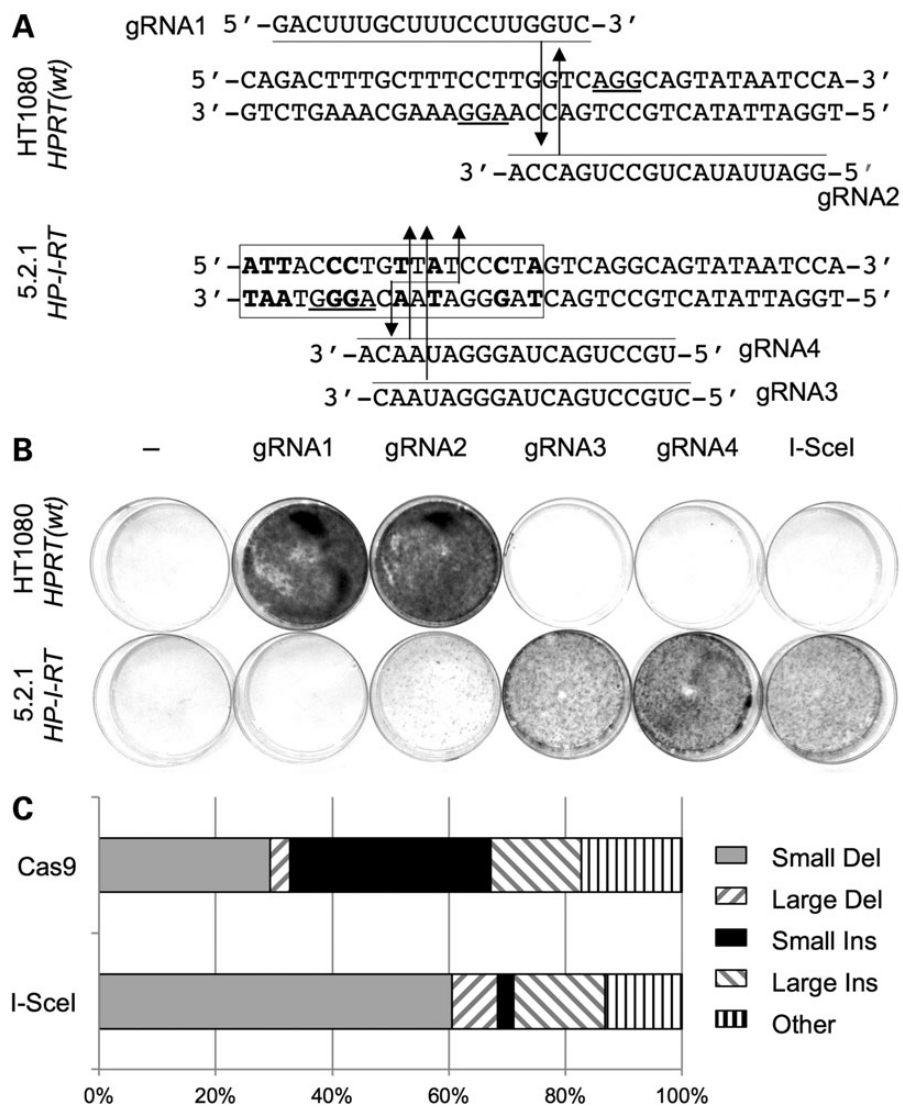 A
gRNA1 5′-GACUUUGCUUUCCUUGGUC-3′
HT1080
HPRT(wt)
5′-CAGACTTTGCTTTCCTTGGTCAGGCAGTATAATCCA-3′
3′-GTCTGAAACGAAAGGAACCAGTCCGTCATATTAGGT-5′
3′-ACCAGUCCGUCAUAUUAGG-5′
gRNA2
5.2.1
HP-I-RT
5′-ATTACCCTGTTATCCCTAGTCAGGCAGTATAATCCA-3′
3′-TAATGGGACAATAGGGATCAGTCCGTCATATTAGGT-5′
3′-ACAAUAGGGAUCAGUCCGU-5′ gRNA4
3′-CAAUAGGGAUCAGUCCGUC-5′ gRNA3
B
– gRNA1 gRNA2 gRNA3 gRNA4 I-SceI
HT1080
HPRT(wt)
5.2.1
HP-I-RT
C
Cas9
I-SceI
0% 20% 40% 60% 80% 100%
Small Del
Large Del
Small Ins
Large Ins
Other